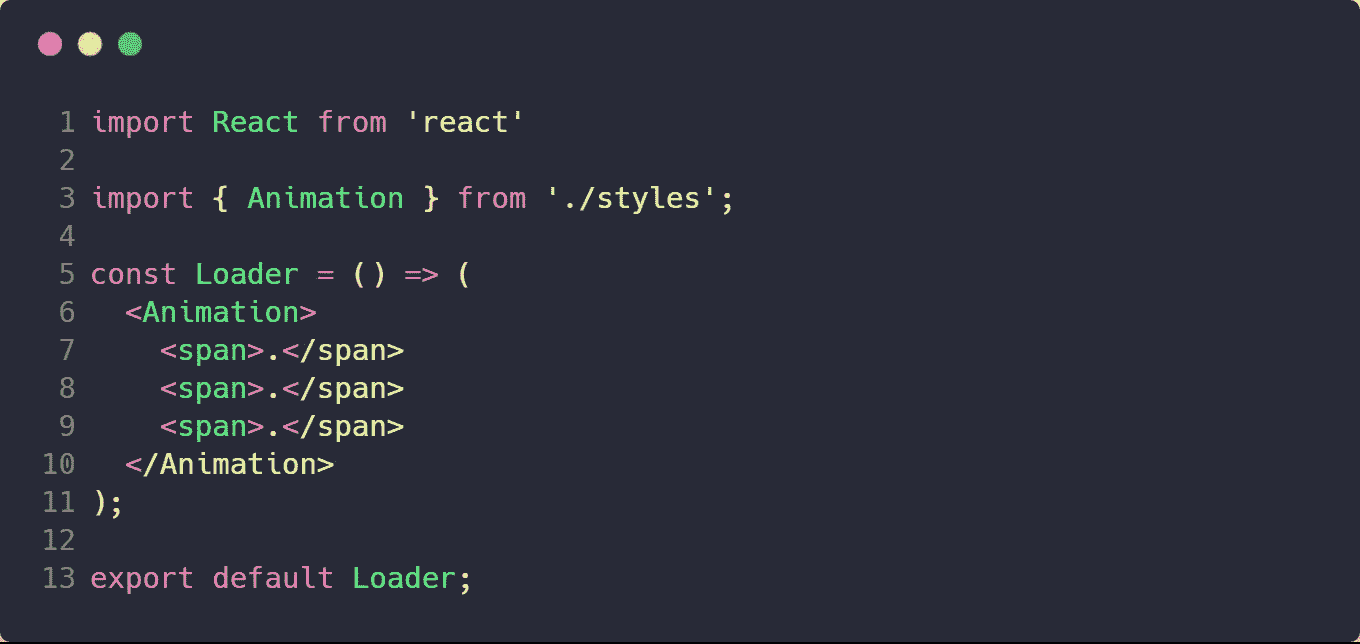 1 import React from 'react'
2
3 import { Animation } from './styles';
4
5 const Loader = () => (
6   <Animation>
7     <span>.</span>
8     <span>.</span>
9     <span>.</span>
10   </Animation>
11 );
12
13 export default Loader;